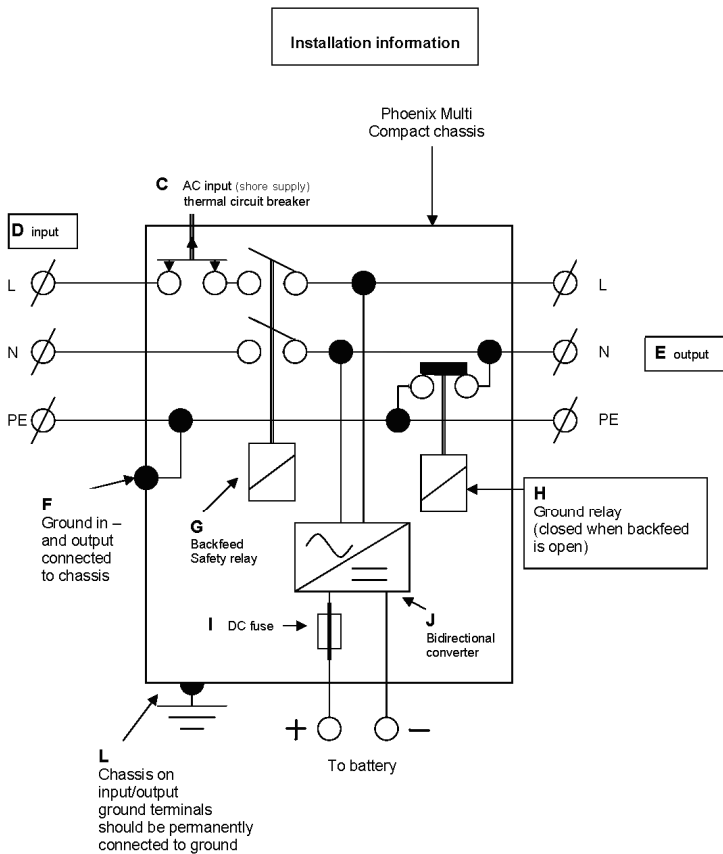 Installation information
Phoenix Multi
Compact chassis
C AC input (shore supply)
thermal circuit breaker
D input
L
L
N
N
E output
PE
PE
F
Ground in –
and output
connected
to chassis
G
Backfeed
Safety relay
H
Ground relay
(closed when backfeed
is open)
I DC fuse
J
Bidirectional
converter
+
–
To battery
L
Chassis on
input/output
ground terminals
should be permanently
connected to ground